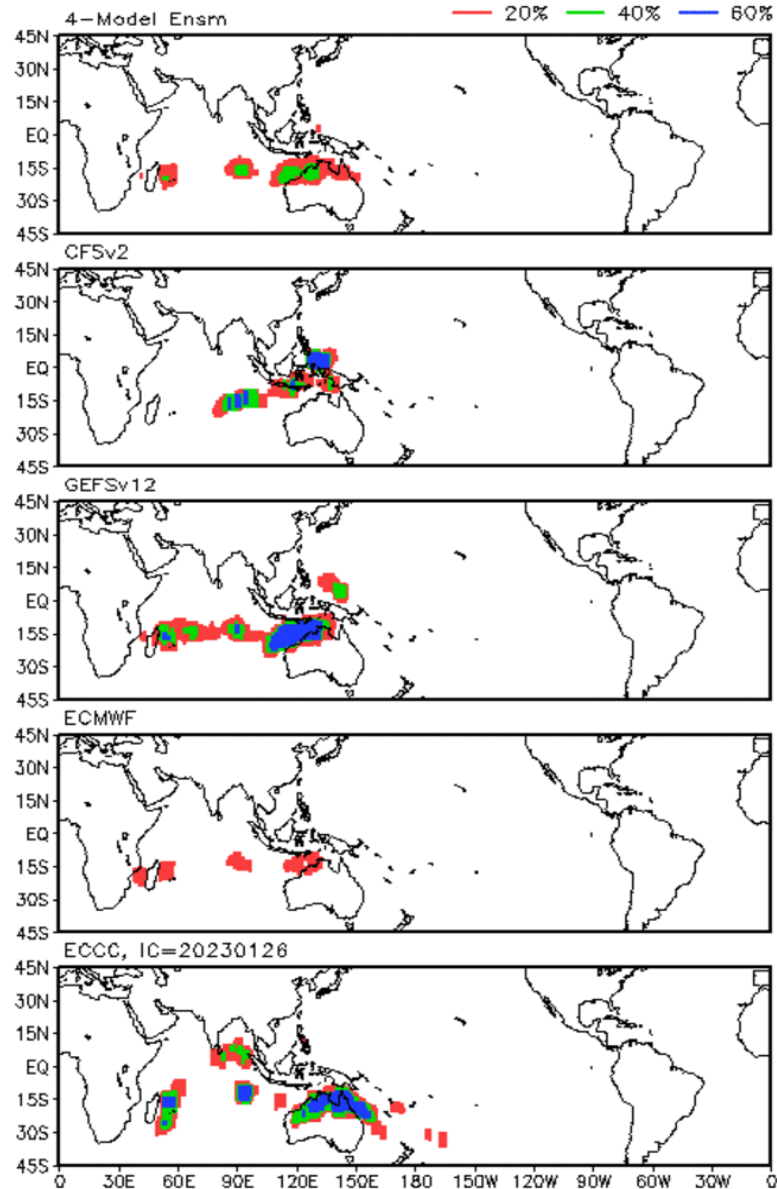 4-Model Ensm 20% 40% 60%
45N
30N
15N
EQ
15S
30S
45S
CFSv2
45N
30N
15N
EQ
15S
30S
45S
GEFSv12
45N
30N
15N
EQ
15S
30S
45S
ECMWF
45N
30N
15N
EQ
15S
30S
45S
ECCC, IC=20230126
45N
30N
15N
EQ
15S
30S
45S
0 30E 60E 90E 120E 150E 180 150W 120W 90W 60W 30W 0